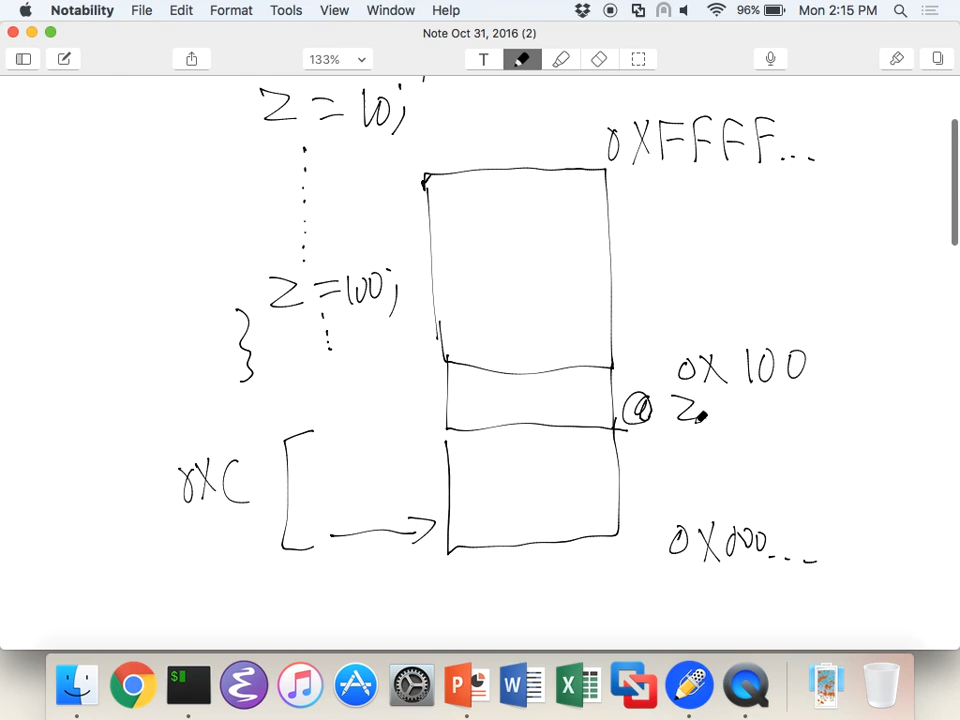 Notability File Edit Format Tools View Window Help 96% Mon 2:15 PM
Note Oct 31, 2016 (2)
133% T
z = 10;
0XFFFF...
z = 100;
}
0X100
@ z
0XC
0X000...
$
P W X